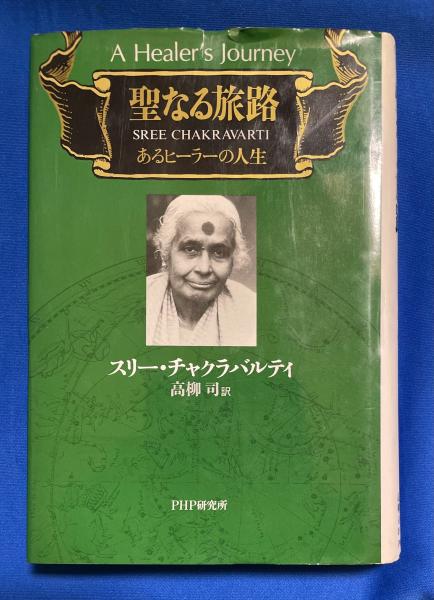 A Healer's Journey
聖なる旅路
SREE CHAKRAVARTI
あるヒーラーの人生
スリー・チャクラバルティ
高柳 司 訳
PHP研究所